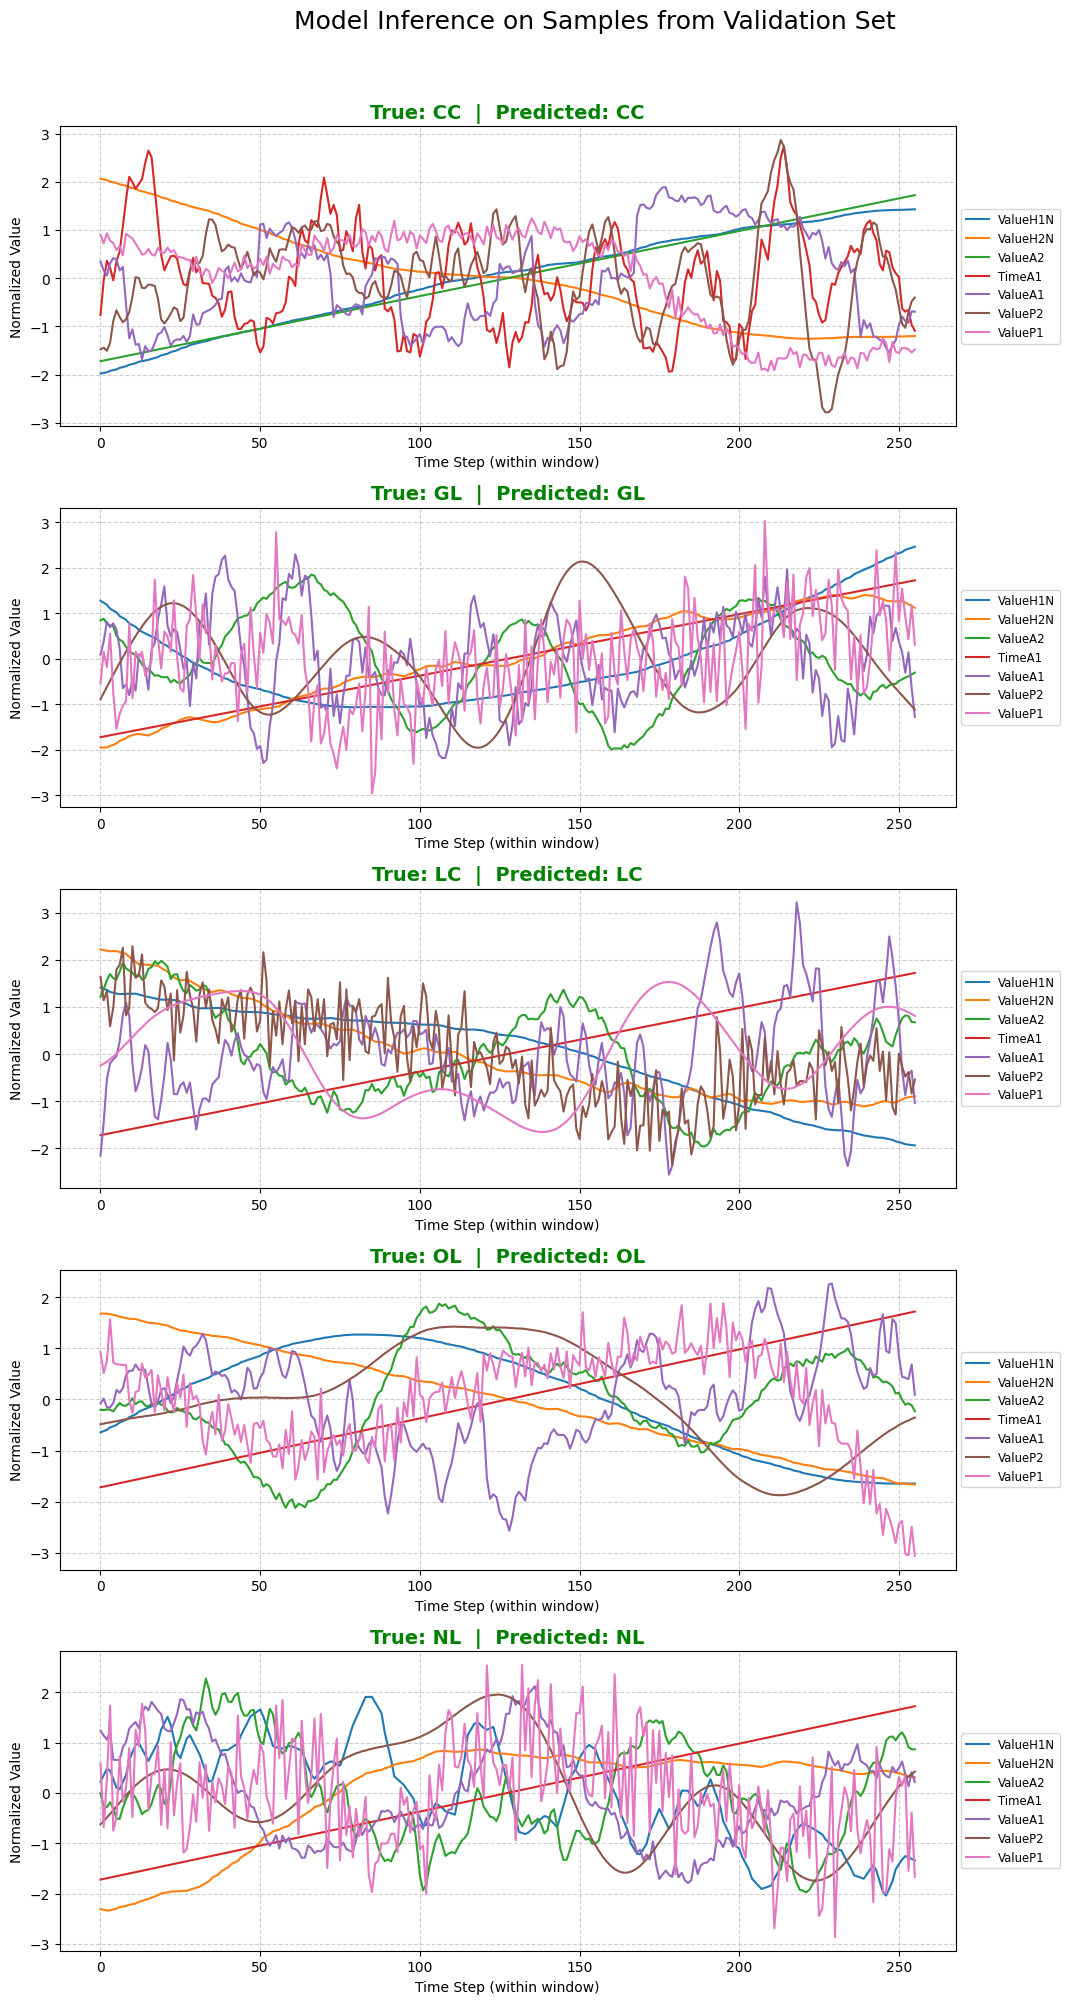 Model Inference on Samples from Validation Set
True: CC | Predicted: CC
Normalized Value
3
2
1
0
−1
−2
−3
0 50 100 150 200 250
Time Step (within window)
ValueH1N
ValueH2N
ValueA2
TimeA1
ValueA1
ValueP2
ValueP1
True: GL | Predicted: GL
Normalized Value
3
2
1
0
−1
−2
−3
0 50 100 150 200 250
Time Step (within window)
ValueH1N
ValueH2N
ValueA2
TimeA1
ValueA1
ValueP2
ValueP1
True: LC | Predicted: LC
Normalized Value
3
2
1
0
−1
−2
0 50 100 150 200 250
Time Step (within window)
ValueH1N
ValueH2N
ValueA2
TimeA1
ValueA1
ValueP2
ValueP1
True: OL | Predicted: OL
Normalized Value
2
1
0
−1
−2
−3
0 50 100 150 200 250
Time Step (within window)
ValueH1N
ValueH2N
ValueA2
TimeA1
ValueA1
ValueP2
ValueP1
True: NL | Predicted: NL
Normalized Value
2
1
0
−1
−2
−3
0 50 100 150 200 250
Time Step (within window)
ValueH1N
ValueH2N
ValueA2
TimeA1
ValueA1
ValueP2
ValueP1